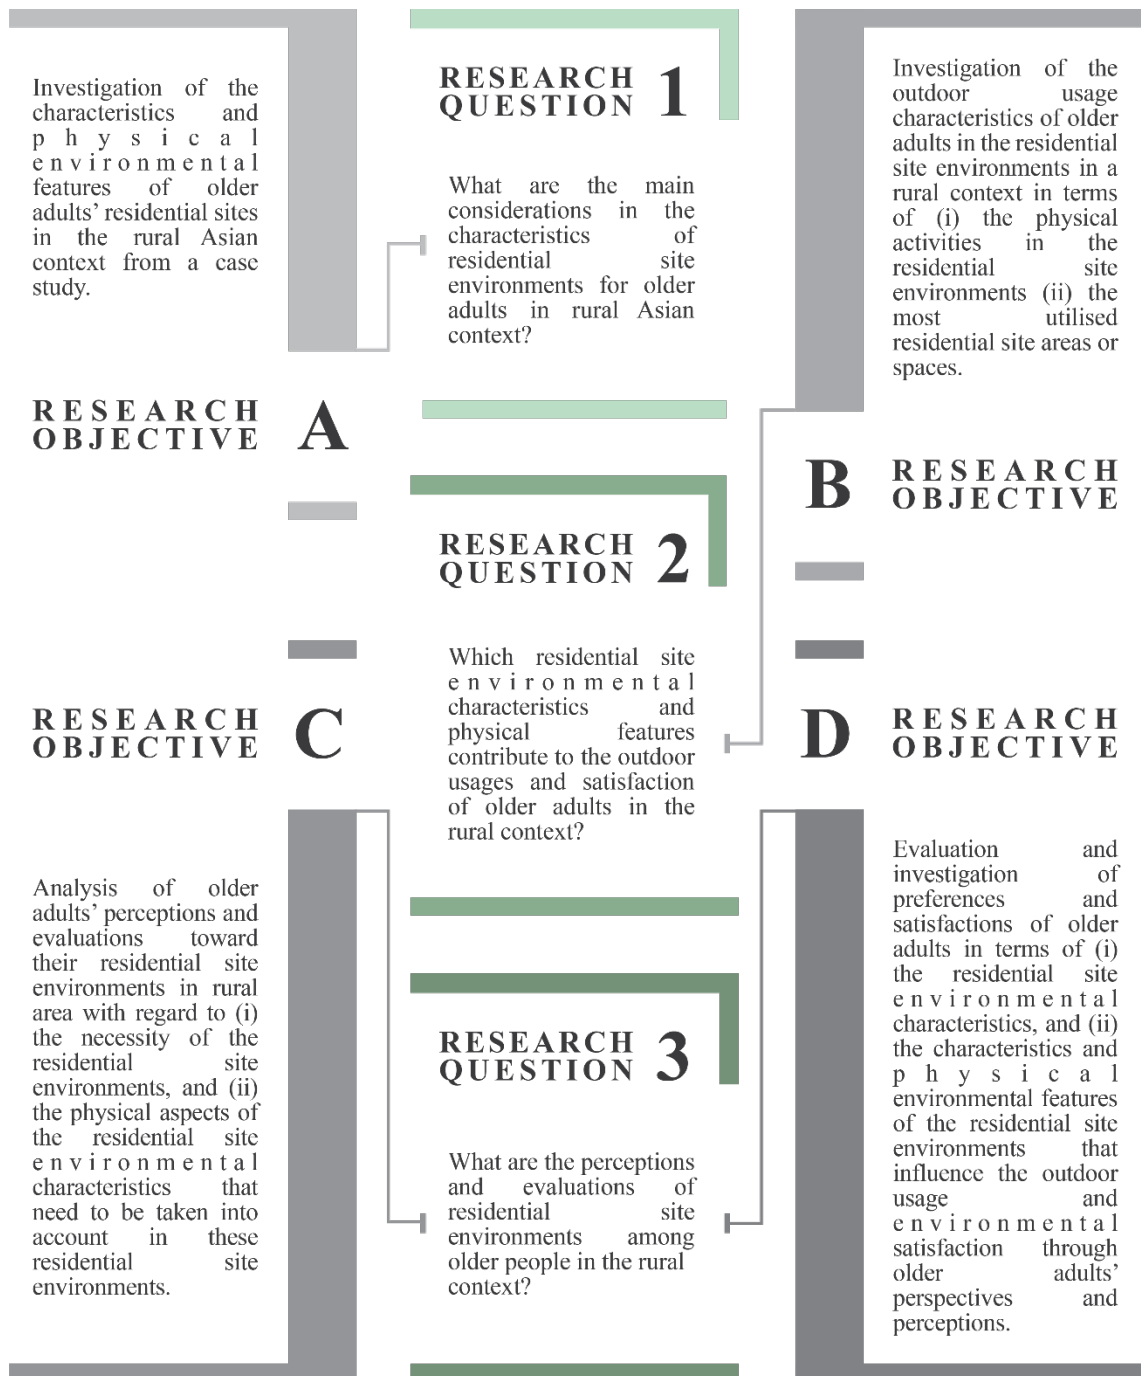 Investigation of the
characteristics and
physical
environmental
features of older
adults' residential sites
in the rural Asian
context from a case
study.
RESEARCH
OBJECTIVE A
RESEARCH
QUESTION 1
What are the main
considerations in the
characteristics of
residential site
environments for older
adults in rural Asian
context?
Investigation of the
outdoor usage
characteristics of older
adults in the residential
site environments in a
rural context in terms
of (i) the physical
activities in the
residential site
environments (ii) the
most utilised
residential site areas or
spaces.
B RESEARCH
OBJECTIVE
RESEARCH
QUESTION 2
Which residential site
environmental
characteristics and
physical features
contribute to the outdoor
usages and satisfaction
of older adults in the
rural context?
RESEARCH
OBJECTIVE C
Analysis of older
adults' perceptions and
evaluations toward
their residential site
environments in rural
area with regard to (i)
the necessity of the
residential site
environments, and (ii)
the physical aspects of
the residential site
environmental
characteristics that
need to be taken into
account in these
residential site
environments.
RESEARCH
QUESTION 3
What are the perceptions
and evaluations of
residential site
environments among
older people in the rural
context?
D RESEARCH
OBJECTIVE
Evaluation and
investigation of
preferences and
satisfactions of older
adults in terms of (i)
the residential site
environmental
characteristics, and (ii)
the characteristics and
physical
environmental features
of the residential site
environments that
influence the outdoor
usage and
environmental
satisfaction through
older adults'
perspectives and
perceptions.